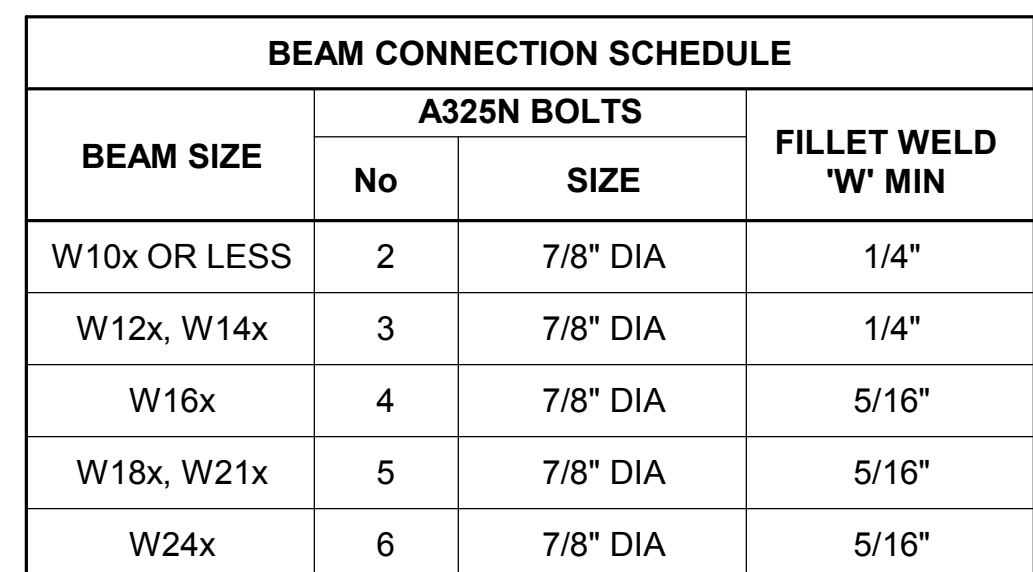 BEAM CONNECTION SCHEDULE
BEAM SIZE
A325N BOLTS
No
SIZE
FILLET WELD
'W' MIN
W10x OR LESS 2 7/8" DIA 1/4"
W12x, W14x 3 7/8" DIA 1/4"
W16x 4 7/8" DIA 5/16"
W18x, W21x 5 7/8" DIA 5/16"
W24x 6 7/8" DIA 5/16"